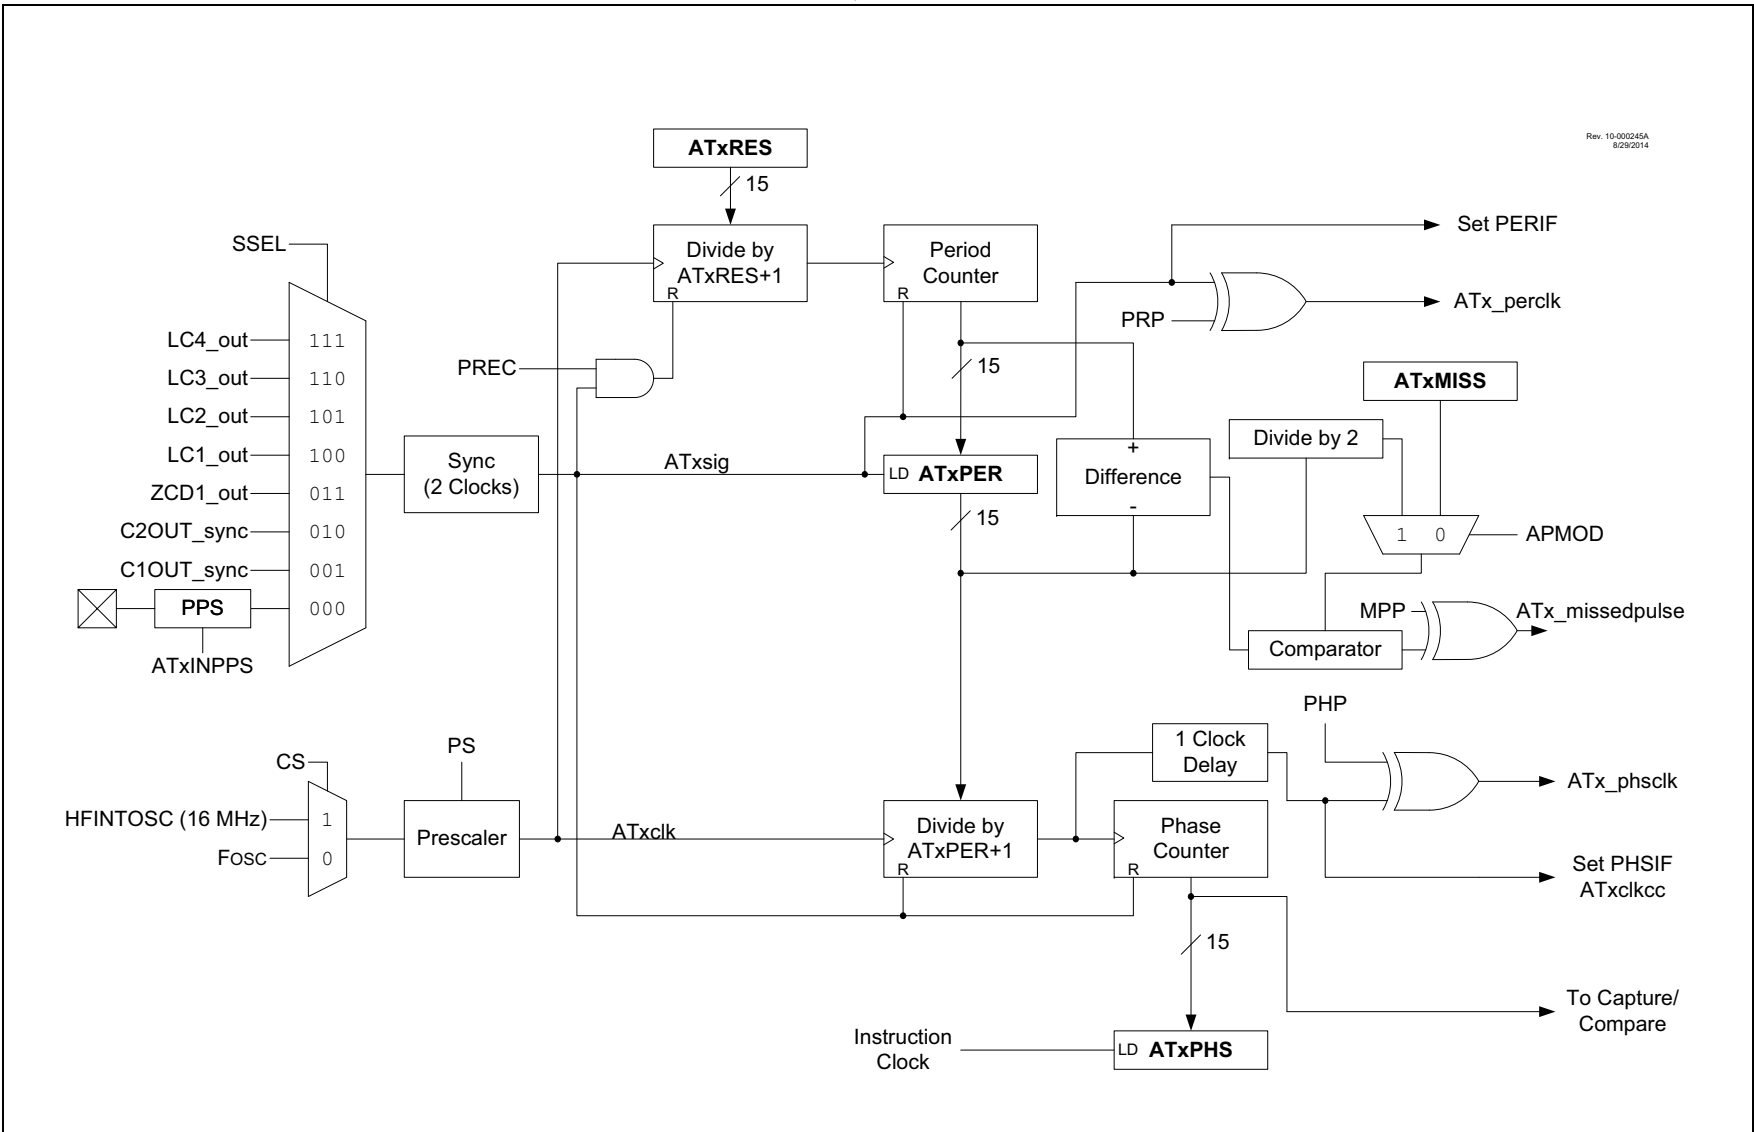 Rev. 10-000245A
8/29/2014
ATxRES
15
SSEL
Divide by
ATxRES+1
R
Period
Counter
R
Set PERIF
ATx_perclk
PRP
LC4_out
111
LC3_out
110
LC2_out
101
LC1_out
100
ZCD1_out
011
C2OUT_sync
010
C1OUT_sync
001
PPS
000
ATxINPPS
PREC
15
ATxMISS
Sync
(2 Clocks)
ATxsig
LD ATxPER
+
Difference
-
Divide by 2
15
1 0
APMOD
MPP
ATx_missedpulse
Comparator
PHP
CS
PS
1 Clock
Delay
ATx_phsclk
HFINTOSC (16 MHz)
1
FOSC
0
Prescaler
ATxclk
Divide by
ATxPER+1
R
Phase
Counter
R
Set PHSIF
ATxclkcc
15
To Capture/
Compare
Instruction
Clock
LD ATxPHS